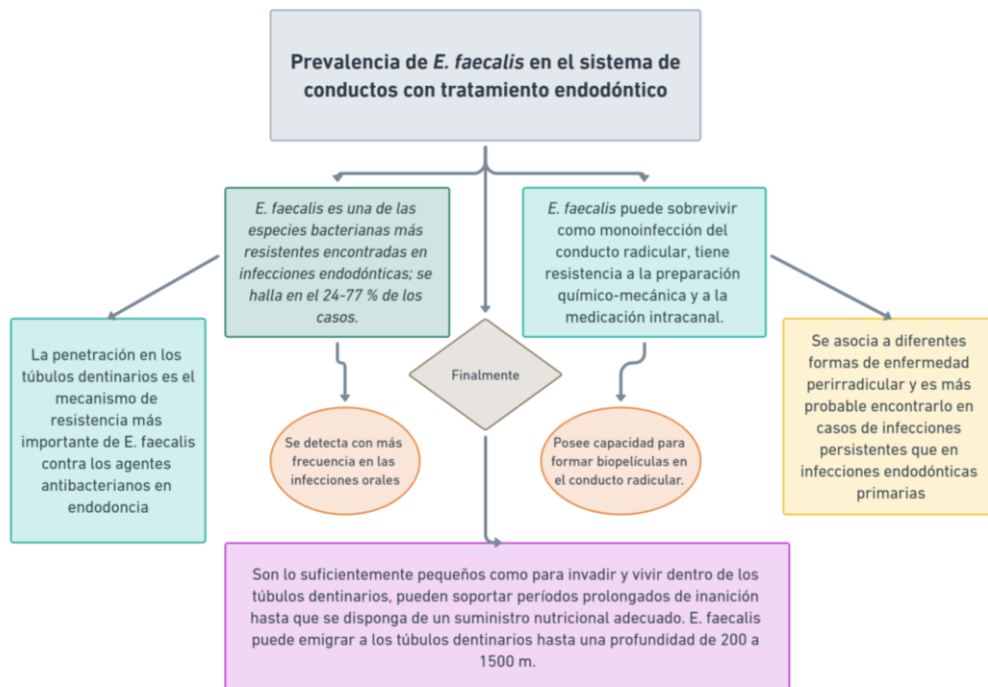 Prevalencia de E. faecalis en el sistema de
conductos con tratamiento endodóntico
E. faecalis es una de las
especies bacterianas más
resistentes encontradas en
infecciones endodónticas; se
halla en el 24-77 % de los
casos.
E. faecalis puede sobrevivir
como monoinfección del
conducto radicular, tiene
resistencia a la preparación
químico-mecánica y a la
medicación intracanal.
La penetración en los
túbulos dentinarios es el
mecanismo de
resistencia más
importante de E. faecalis
contra los agentes
antibacterianos en
endodoncia
Se detecta con más
frecuencia en las
infecciones orales
Finalmente
Posee capacidad para
formar biopelículas en
el conducto radicular.
Se asocia a diferentes
formas de enfermedad
perirradicular y es más
probable encontrarlo en
casos de infecciones
persistentes que en
infecciones endodónticas
primarias
Son lo suficientemente pequeños como para invadir y vivir dentro de los
túbulos dentinarios, pueden soportar períodos prolongados de inanición
hasta que se disponga de un suministro nutricional adecuado. E. faecalis
puede emigrar a los túbulos dentinarios hasta una profundidad de 200 a
1500 m.